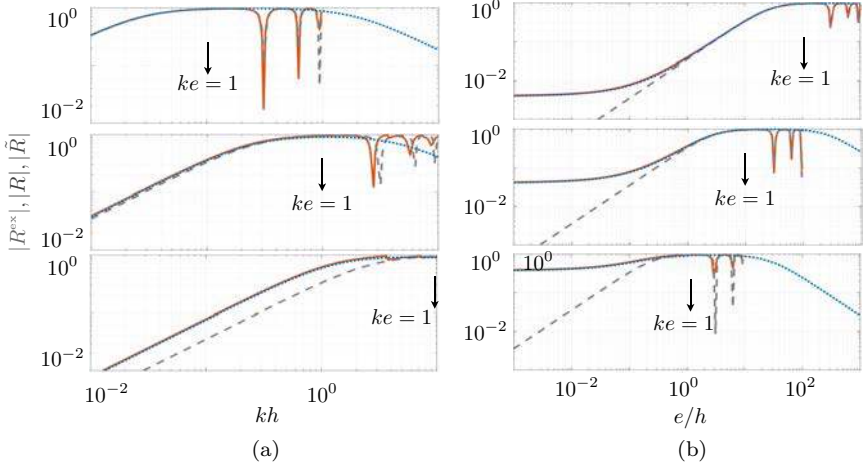 10^0
ke = 1
10^{-2}
10^0
ke = 1
10^{-2}
10^0
ke = 1
10^{-2}
|R^{ex}|, |R|, |R̃|
10^{-2} 10^0
kh
(a)
10^0
ke = 1
10^{-2}
10^0
ke = 1
10^{-2}
10^0
10^0
ke = 1
10^{-2}
10^{-2} 10^0 10^2
e/h
(b)